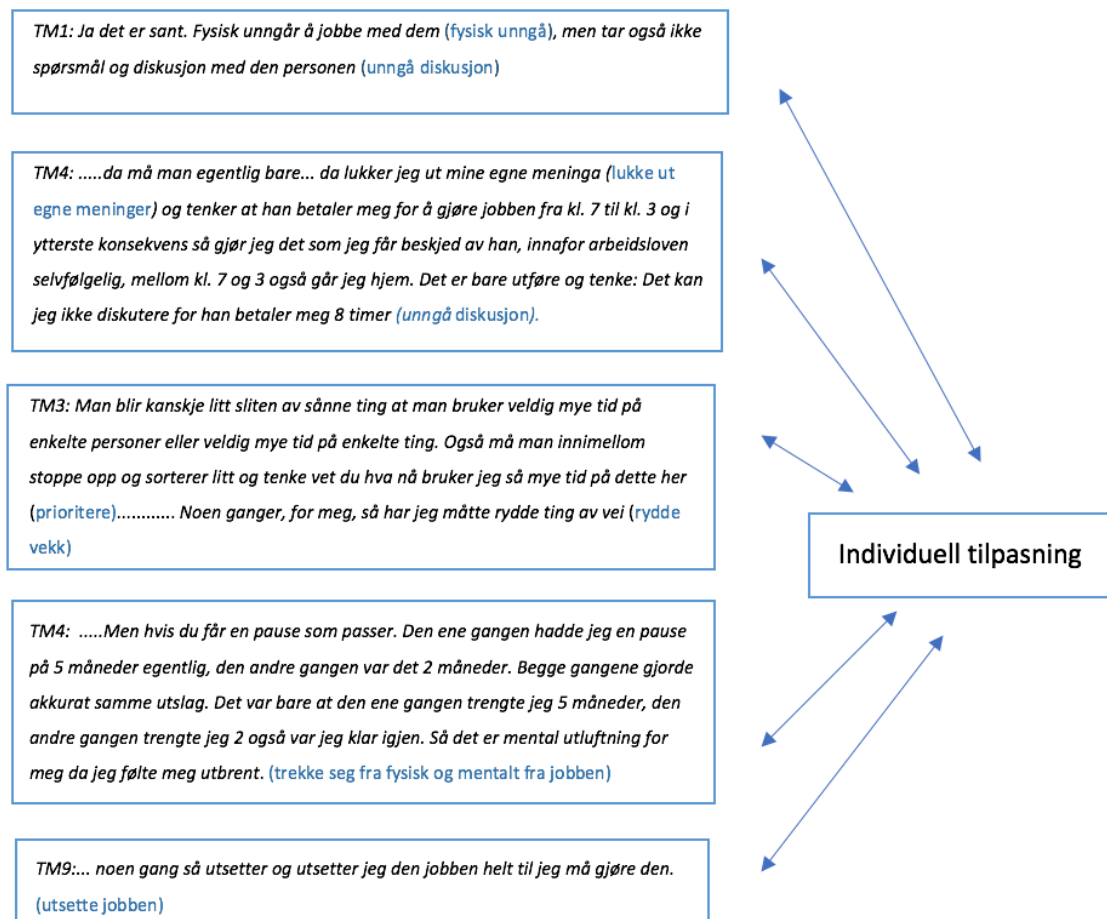 TM1: Ja det er sant. Fysisk unngår å jobbe med dem (fysisk unngå), men tar også ikke
spørsmål og diskusjon med den personen (unngå diskusjon)
TM4: .....da må man egentlig bare... da lukker jeg ut mine egne meninga (lukke ut
egne meninger) og tenker at han betaler meg for å gjøre jobben fra kl. 7 til kl. 3 og i
ytterste konsekvens så gjør jeg det som jeg får beskjed av han, innafor arbeidsloven
selvfølgelig, mellom kl. 7 og 3 også går jeg hjem. Det er bare utføre og tenke: Det kan
jeg ikke diskutere for han betaler meg 8 timer (unngå diskusjon).
TM3: Man blir kanskje litt sliten av sånne ting at man bruker veldig mye tid på
enkelte personer eller veldig mye tid på enkelte ting. Også må man innimellom
stoppe opp og sorterer litt og tenke vet du hva nå bruker jeg så mye tid på dette her
(prioritere)............ Noen ganger, for meg, så har jeg måtte rydde ting av vei (rydde
vekk)
Individuell tilpasning
TM4: .....Men hvis du får en pause som passer. Den ene gangen hadde jeg en pause
på 5 måneder egentlig, den andre gangen var det 2 måneder. Begge gangene gjorde
akkurat samme utslag. Det var bare at den ene gangen trengte jeg 5 måneder, den
andre gangen trengte jeg 2 også var jeg klar igjen. Så det er mental utluftning for
meg da jeg følte meg utbrent. (trekke seg fra fysisk og mentalt fra jobben)
TM9:... noen gang så utsetter og utsetter jeg den jobben helt til jeg må gjøre den.
(utsette jobben)